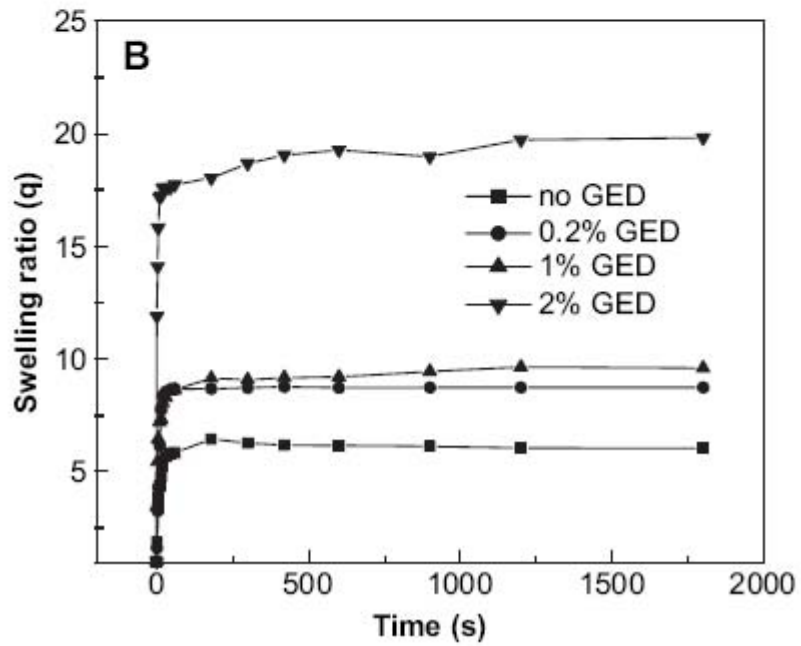 B
Swelling ratio (q)
25
20
15
10
5
no GED
0.2% GED
1% GED
2% GED
0 500 1000 1500 2000
Time (s)